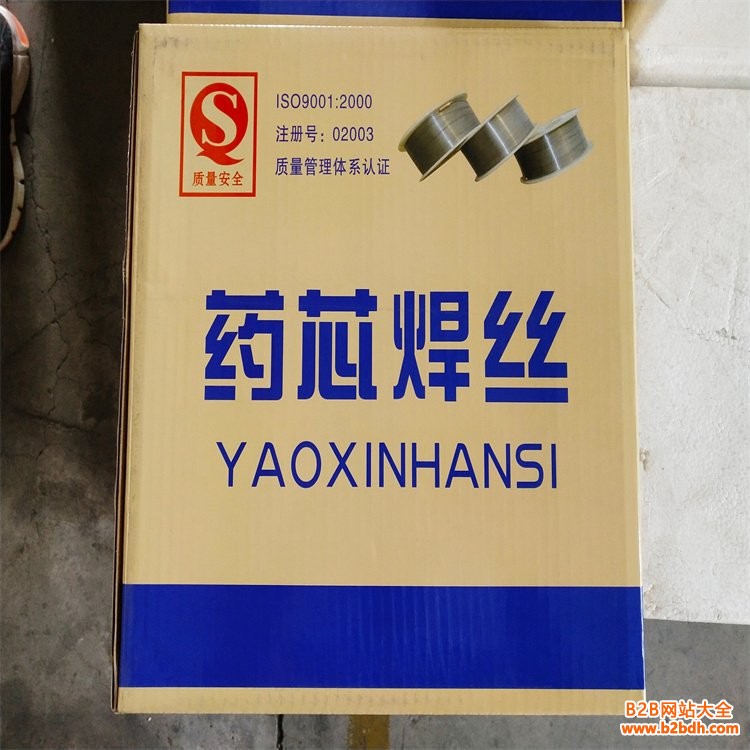 ISO9001:2000
注册号：02003
质量管理体系认证
质量安全
药芯焊丝
YAOXINHANSI
B2B网站大全
www.b2bdh.com